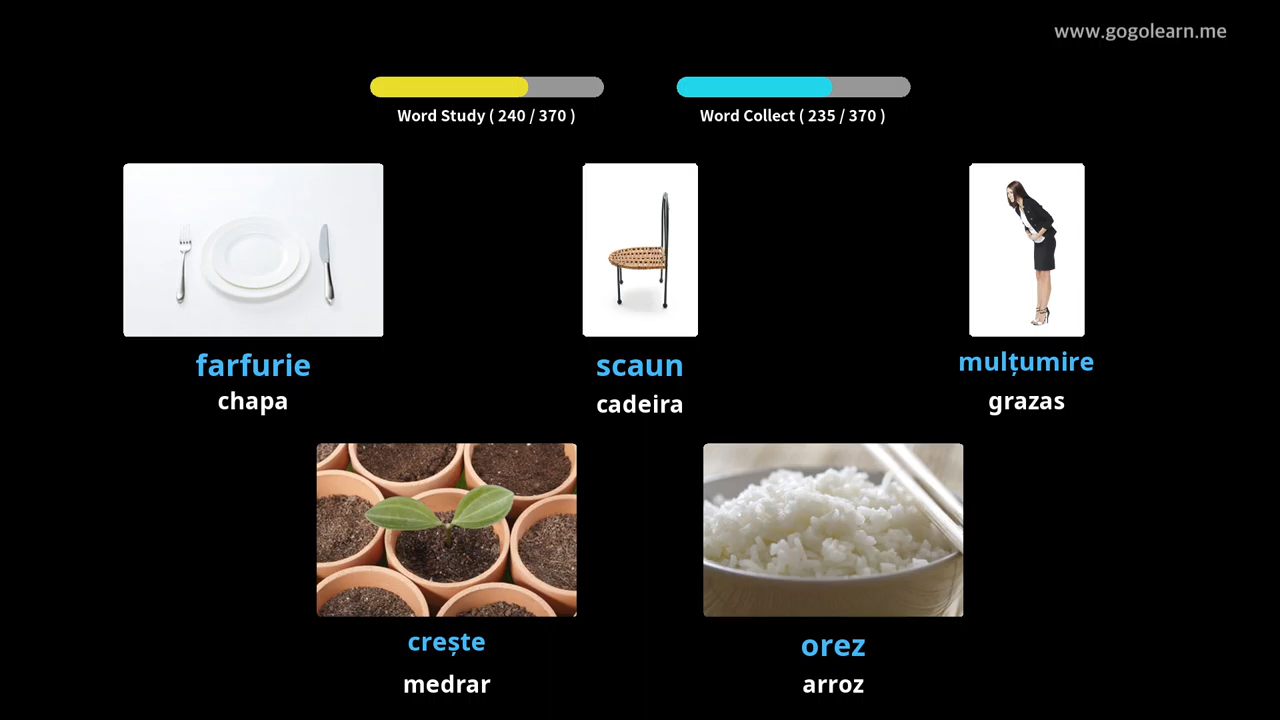 www.gogolearn.me
Word Study ( 240 / 370 )
Word Collect ( 235 / 370 )
farfurie
chapa
scaun
cadeira
mulțumire
grazas
crește
medrar
orez
arroz